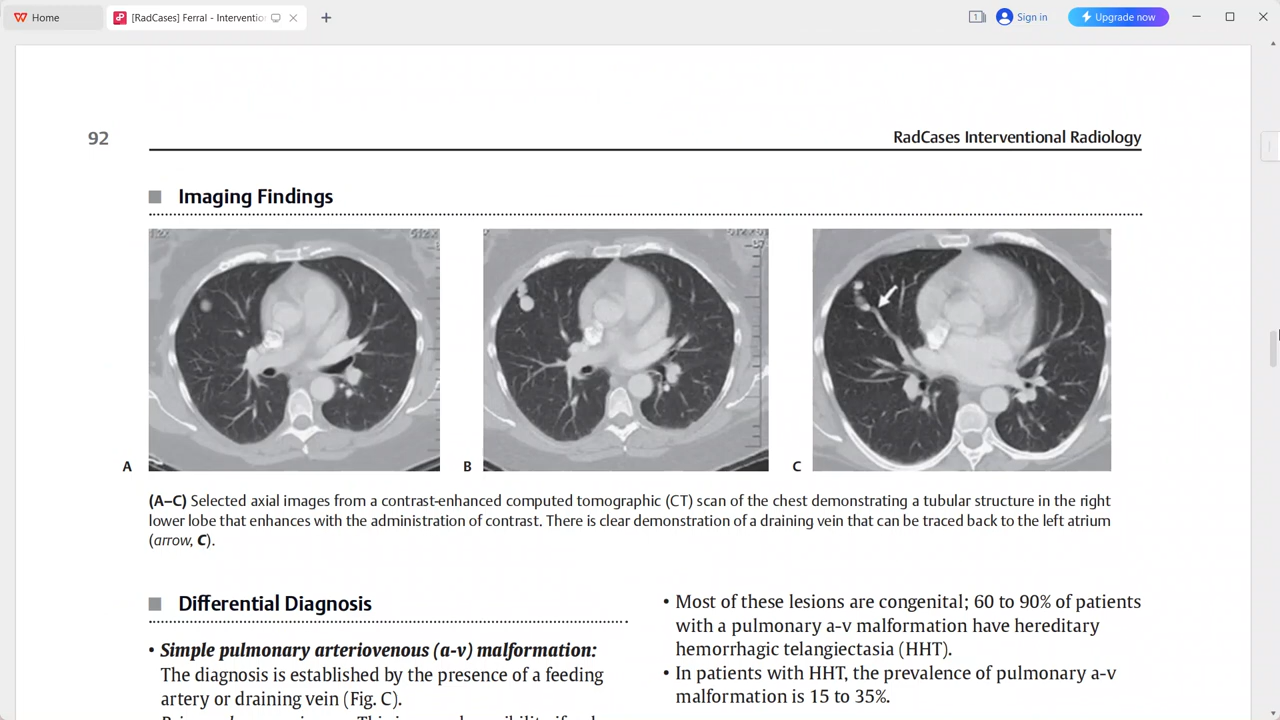 Home
[RadCases] Ferral - Interventio
1
Sign in
Upgrade now
92
RadCases Interventional Radiology
Imaging Findings
A
B
C
(A–C) Selected axial images from a contrast-enhanced computed tomographic (CT) scan of the chest demonstrating a tubular structure in the right
lower lobe that enhances with the administration of contrast. There is clear demonstration of a draining vein that can be traced back to the left atrium
(arrow, C).
Differential Diagnosis
• Simple pulmonary arteriovenous (a-v) malformation:
The diagnosis is established by the presence of a feeding
artery or draining vein (Fig. C).
• Most of these lesions are congenital; 60 to 90% of patients
with a pulmonary a-v malformation have hereditary
hemorrhagic telangiectasia (HHT).
• In patients with HHT, the prevalence of pulmonary a-v
malformation is 15 to 35%.